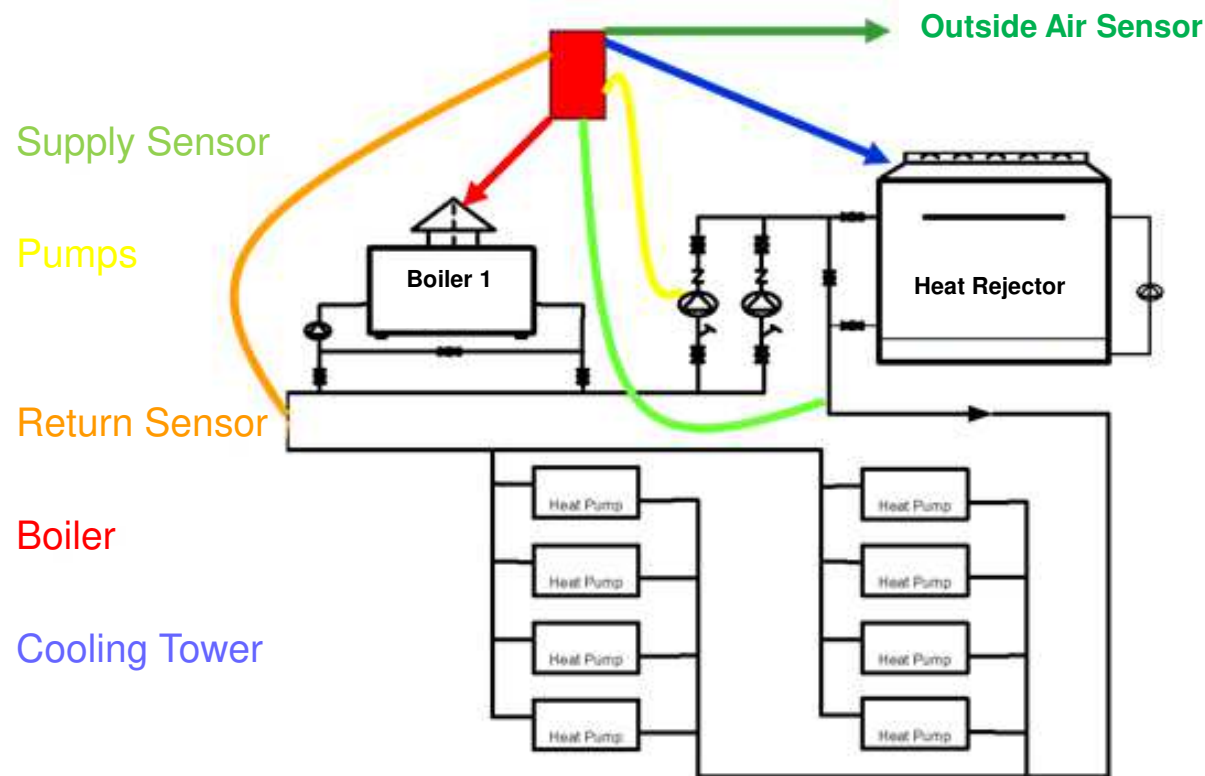 Outside Air Sensor
Supply Sensor
Pumps
Boiler 1
Heat Rejector
Return Sensor
Heat Pump
Heat Pump
Boiler
Heat Pump
Heat Pump
Cooling Tower
Heat Pump
Heat Pump
Heat Pump
Heat Pump